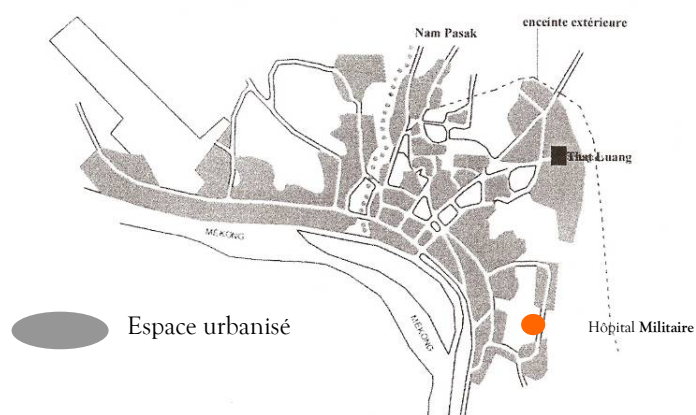 enceinte extérieure
Nam Pasak
That Luang
MEKONG
MEKONG
Espace urbanisé
Hôpital Militaire